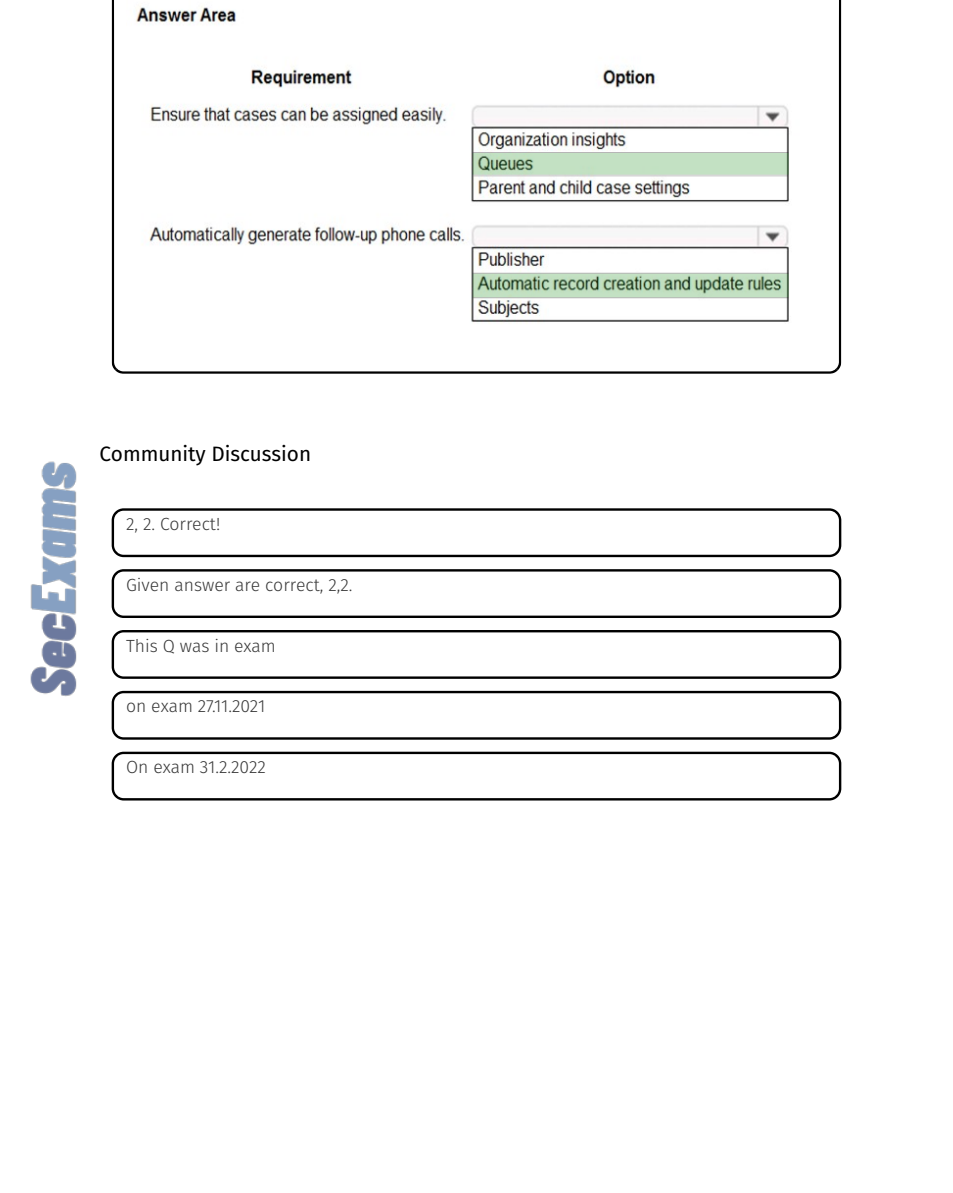 Answer Area
Requirement Option
Ensure that cases can be assigned easily.
Organization insights
Queues
Parent and child case settings
Automatically generate follow-up phone calls.
Publisher
Automatic record creation and update rules
Subjects
Community Discussion
SecExams
2, 2. Correct!
Given answer are correct, 2,2.
This Q was in exam
on exam 27.11.2021
On exam 31.2.2022